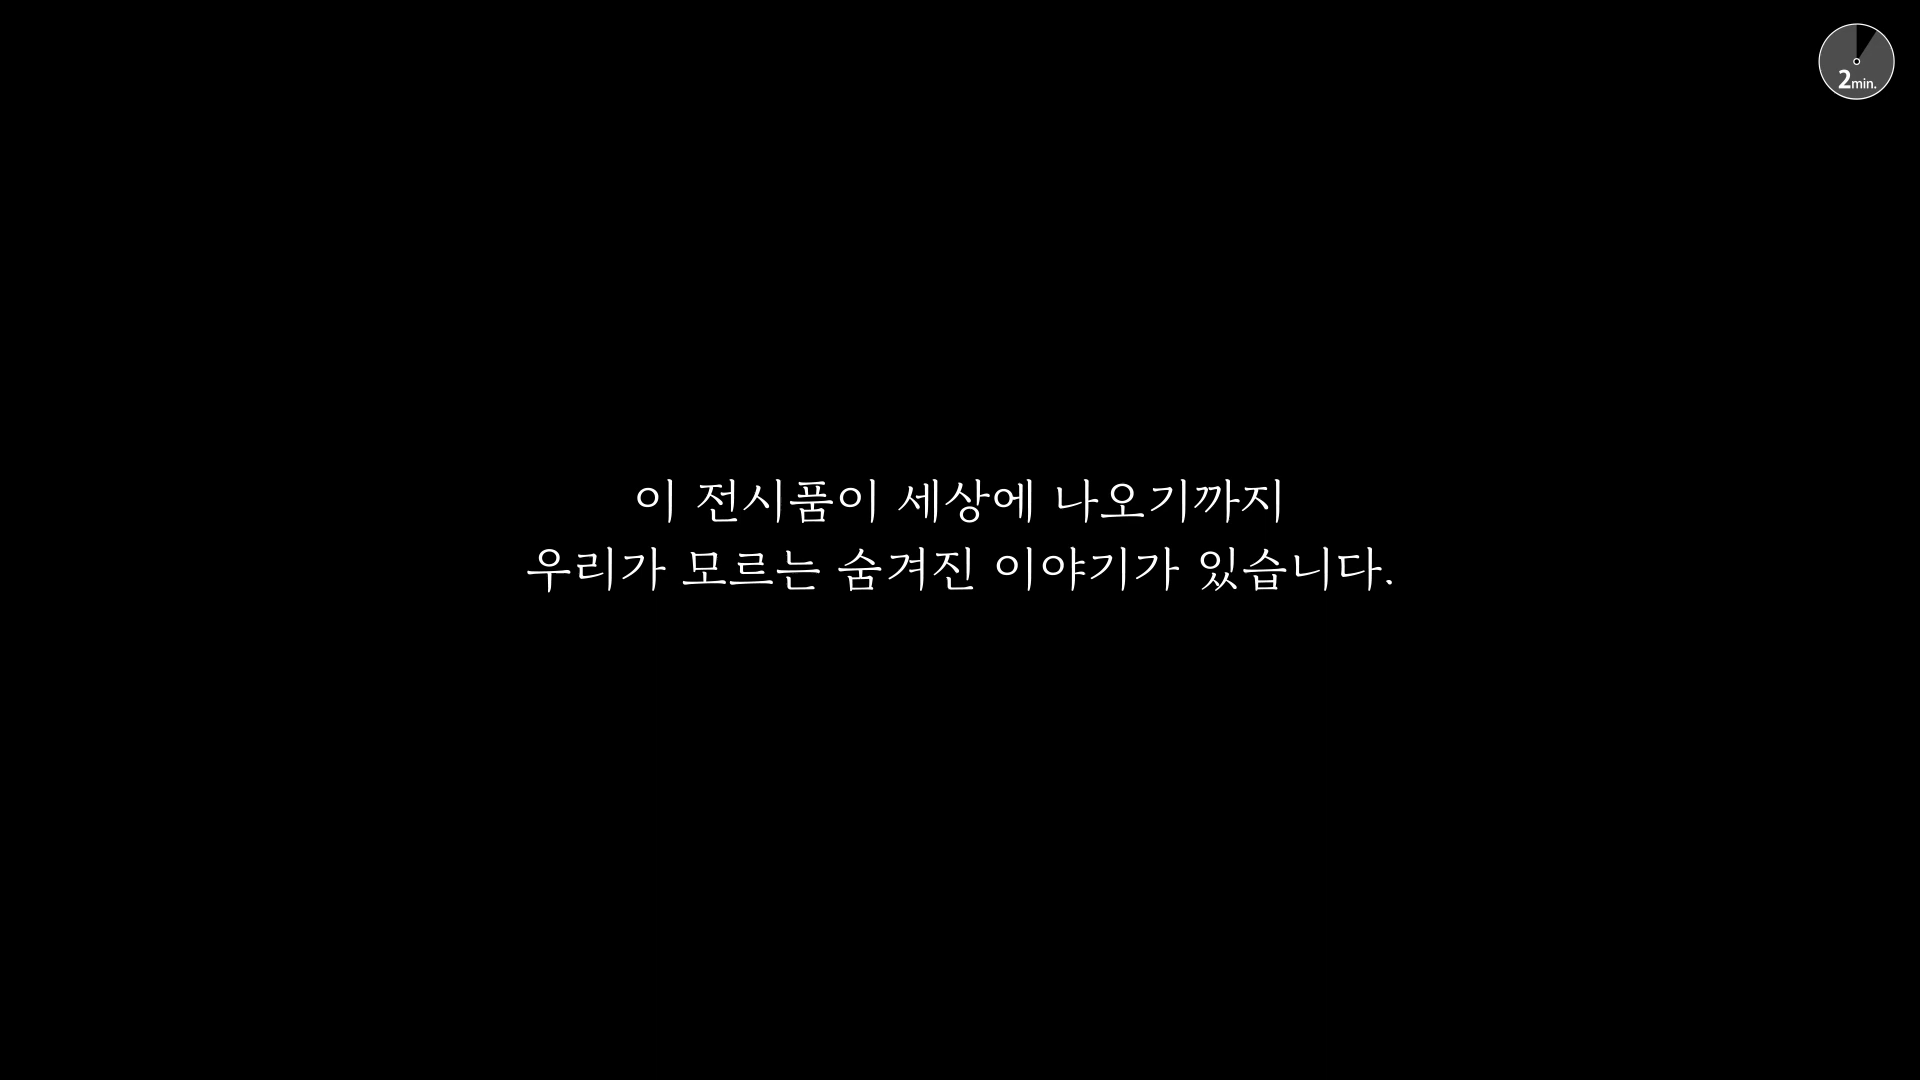 2min.
이 전시품이 세상에 나오기까지
우리가 모르는 숨겨진 이야기가 있습니다.